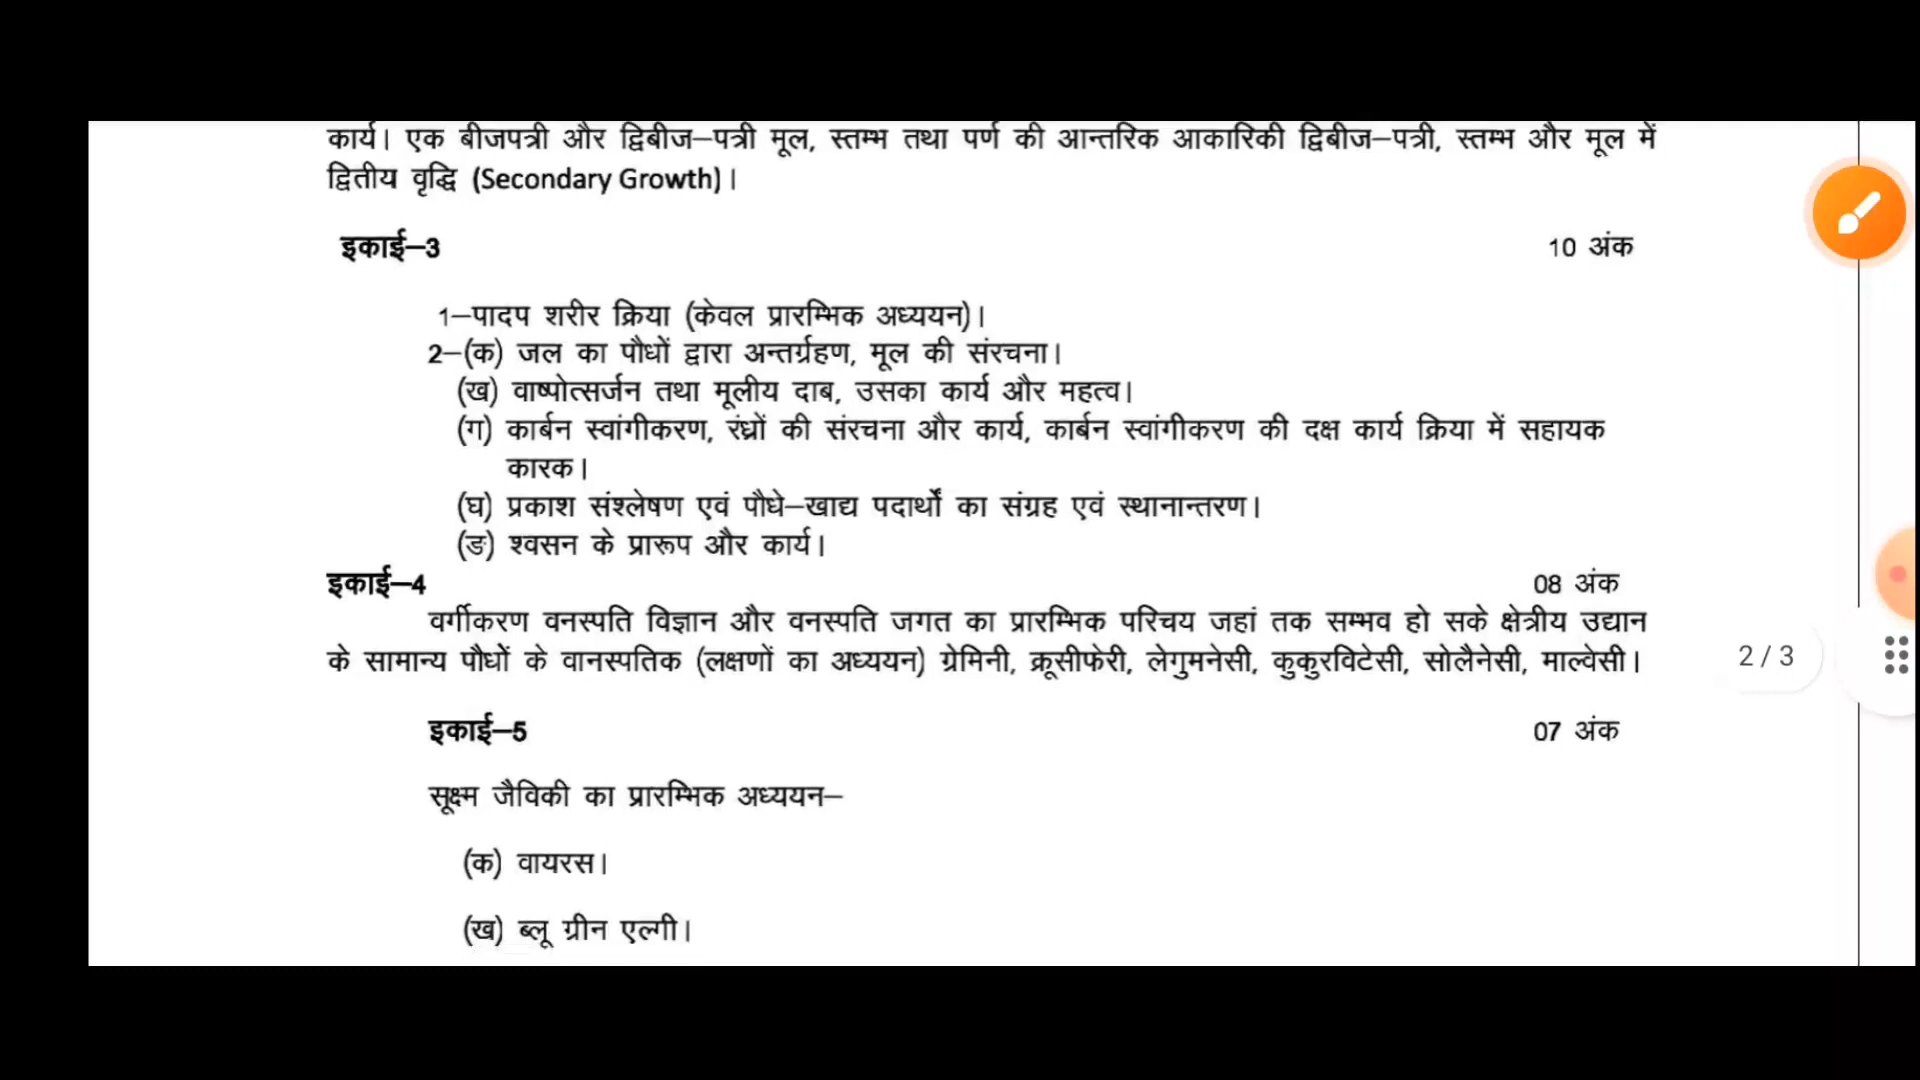 कार्य। एक बीजपत्री और द्विबीज–पत्री मूल, स्तम्भ तथा पर्ण की आन्तरिक आकारिकी द्विबीज–पत्री, स्तम्भ और मूल में
द्वितीय वृद्धि (Secondary Growth)।
इकाई–3 10 अंक
1–पादप शरीर क्रिया (केवल प्रारम्भिक अध्ययन)।
2–(क) जल का पौधों द्वारा अन्तर्ग्रहण, मूल की संरचना।
(ख) वाष्पोत्सर्जन तथा मूलीय दाब, उसका कार्य और महत्व।
(ग) कार्बन स्वांगीकरण, रंध्रों की संरचना और कार्य, कार्बन स्वांगीकरण की दक्ष कार्य क्रिया में सहायक
कारक।
(घ) प्रकाश संश्लेषण एवं पौधे–खाद्य पदार्थों का संग्रह एवं स्थानान्तरण।
(ङ) श्वसन के प्रारूप और कार्य।
इकाई–4 08 अंक
वर्गीकरण वनस्पति विज्ञान और वनस्पति जगत का प्रारम्भिक परिचय जहां तक सम्भव हो सके क्षेत्रीय उद्यान
के सामान्य पौधों के वानस्पतिक (लक्षणों का अध्ययन) ग्रेमिनी, क्रूसीफेरी, लेगुमनेसी, कुकुरविटेसी, सोलैनेसी, माल्वेसी।
2 / 3
इकाई–5 07 अंक
सूक्ष्म जैविकी का प्रारम्भिक अध्ययन–
(क) वायरस।
(ख) ब्लू ग्रीन एल्गी।